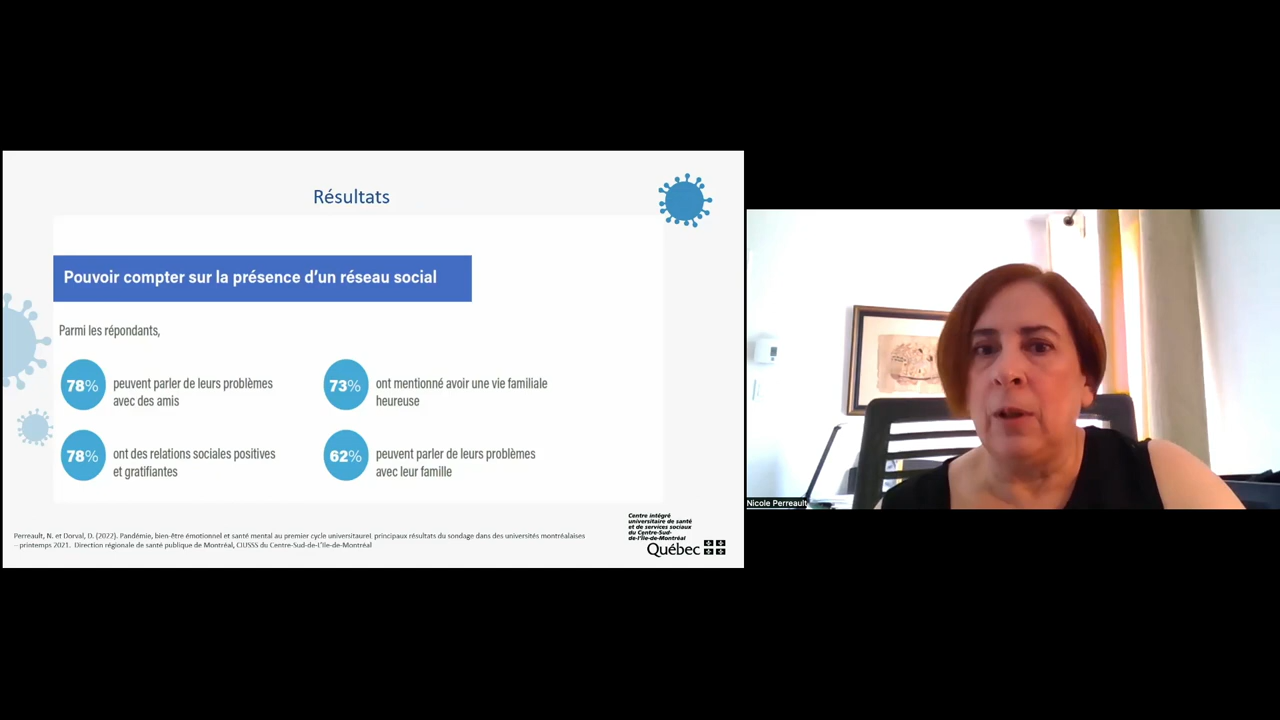 Résultats
Pouvoir compter sur la présence d'un réseau social
Parmi les répondants,
78% peuvent parler de leurs problèmes
avec des amis
73% ont mentionné avoir une vie familiale
heureuse
78% ont des relations sociales positives
et gratifiantes
62% peuvent parler de leurs problèmes
avec leur famille
Perreault, N. et Dorval, D. (2022). Pandémie, bien-être émotionnel et santé mental au premier cycle universitaurel principaux résultats du sondage dans des universités montréalaises
– printemps 2021. Direction régionale de santé publique de Montréal, CIUSSS du Centre-Sud-de-L'Île-de-Montréal
Centre intégré
universitaire de santé
et de services sociaux
du Centre-Sud-
de-l'Île-de-Montréal
Québec
Nicole Perreault